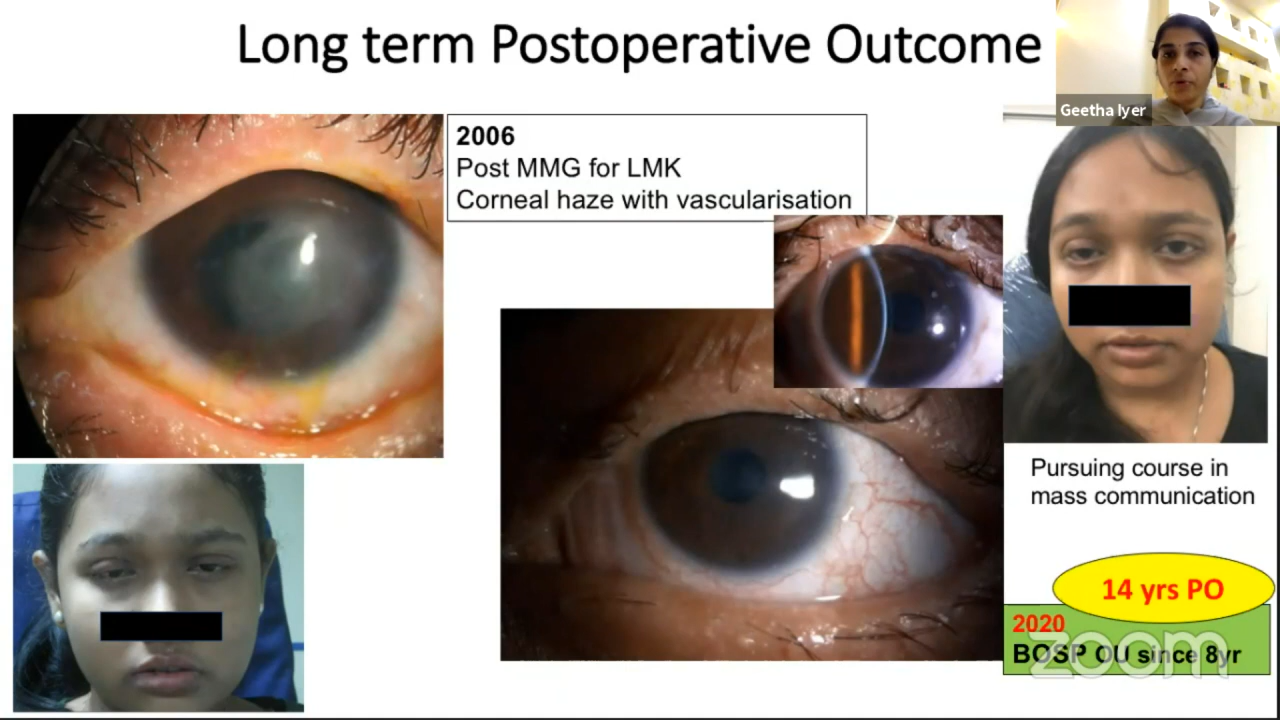 Long term Postoperative Outcome
Geetha Iyer
2006
Post MMG for LMK
Corneal haze with vascularisation
Pursuing course in
mass communication
14 yrs PO
2020
BOSP OU since 8yr
zoom